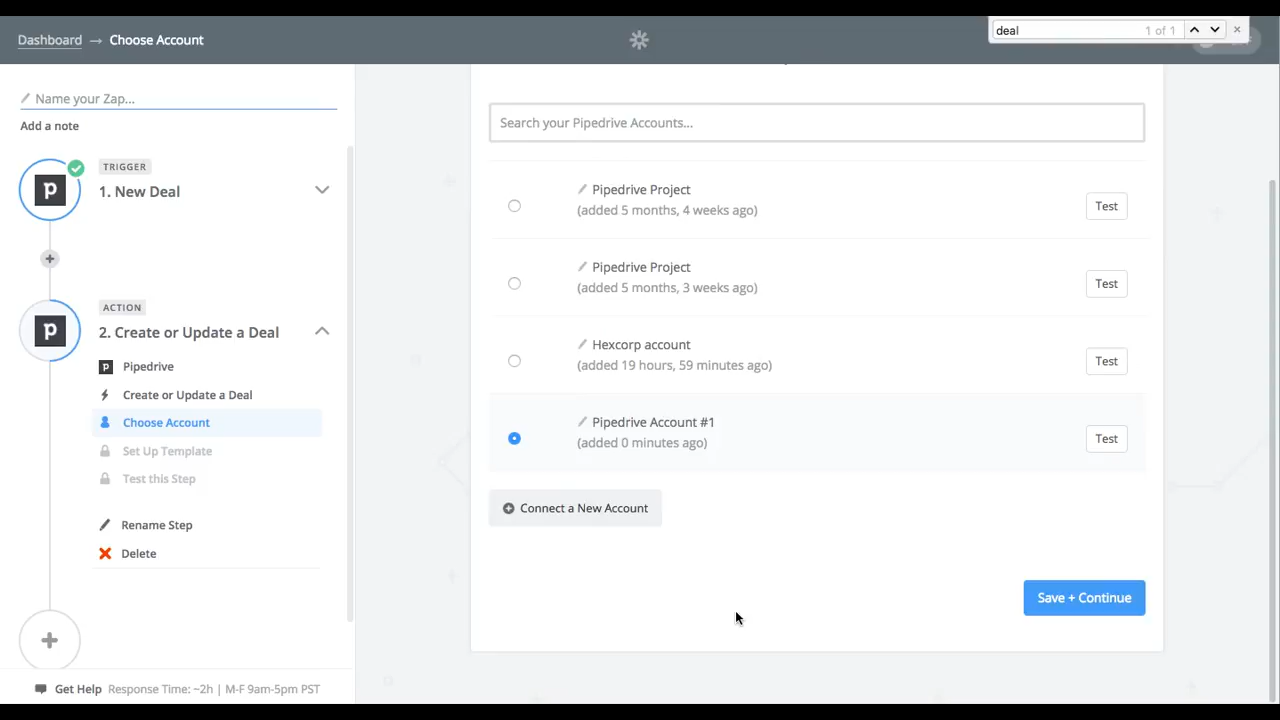 deal
1 of 1
Dashboard → Choose Account
Name your Zap...
Add a note
TRIGGER
1. New Deal
ACTION
2. Create or Update a Deal
Pipedrive
Create or Update a Deal
Choose Account
Set Up Template
Test this Step
Rename Step
Delete
Get Help Response Time: ~2h | M-F 9am-5pm PST
Search your Pipedrive Accounts...
Pipedrive Project
(added 5 months, 4 weeks ago)
Test
Pipedrive Project
(added 5 months, 3 weeks ago)
Test
Hexcorp account
(added 19 hours, 59 minutes ago)
Test
Pipedrive Account #1
(added 0 minutes ago)
Test
Connect a New Account
Save + Continue